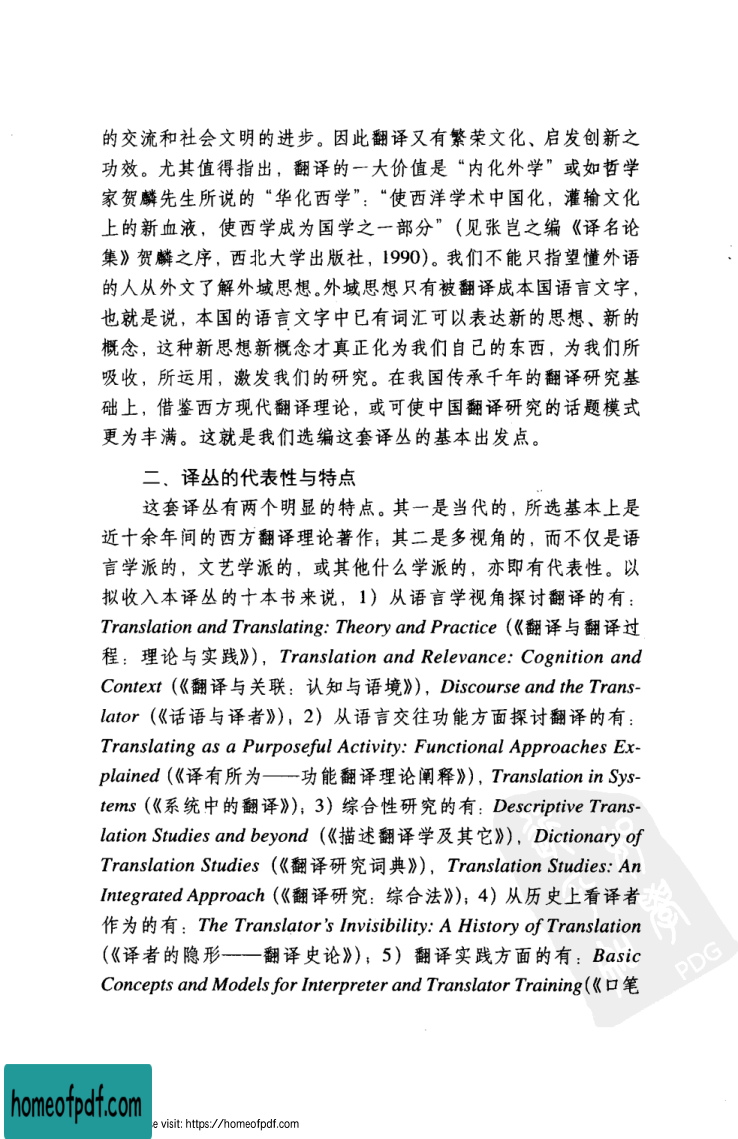 的交流和社会文明的进步。因此翻译又有繁荣文化、启发创新之
功效。尤其值得指出，翻译的一大价值是“内化外学”或如哲学
家贺麟先生所说的“华化西学”：“使西洋学术中国化，灌输文化
上的新血液，使西学成为国学之一部分”（见张岂之编《译名论
集》贺麟之序，西北大学出版社，1990）。我们不能只指望懂外语
的人从外文了解外域思想。外域思想只有被翻译成本国语言文字，
也就是说，本国的语言文字中已有词汇可以表达新的思想、新的
概念，这种新思想新概念才真正化为我们自己的东西，为我们所
吸收，所运用，激发我们的研究。在我国传承千年的翻译研究基
础上，借鉴西方现代翻译理论，或可使中国翻译研究的话题模式
更为丰满。这就是我们选编这套译丛的基本出发点。
二、译丛的代表性与特点
这套译丛有两个明显的特点。其一是当代的，所选基本上是
近十余年间的西方翻译理论著作；其二是多视角的，而不仅是语
言学派的，文艺学派的，或其他什么学派的，亦即有代表性。以
拟收入本译丛的十本书来说，1）从语言学视角探讨翻译的有：
Translation and Translating: Theory and Practice（《翻译与翻译过
程：理论与实践》），Translation and Relevance: Cognition and
Context（《翻译与关联：认知与语境》），Discourse and the Trans-
lator（《话语与译者》），2）从语言交往功能方面探讨翻译的有：
Translating as a Purposeful Activity: Functional Approaches Ex-
plained（《译有所为——功能翻译理论阐释》），Translation in Sys-
tems（《系统中的翻译》）；3）综合性研究的有：Descriptive Trans-
lation Studies and beyond（《描述翻译学及其它》），Dictionary of
Translation Studies（《翻译研究词典》），Translation Studies: An
Integrated Approach（《翻译研究：综合法》）；4）从历史上看译者
作为的有：The Translator's Invisibility: A History of Translation
（《译者的隐形——翻译史论》）；5）翻译实践方面的有：Basic
Concepts and Models for Interpreter and Translator Training（《口笔
PDG
homeofpdf.com
e visit: https://homeofpdf.com